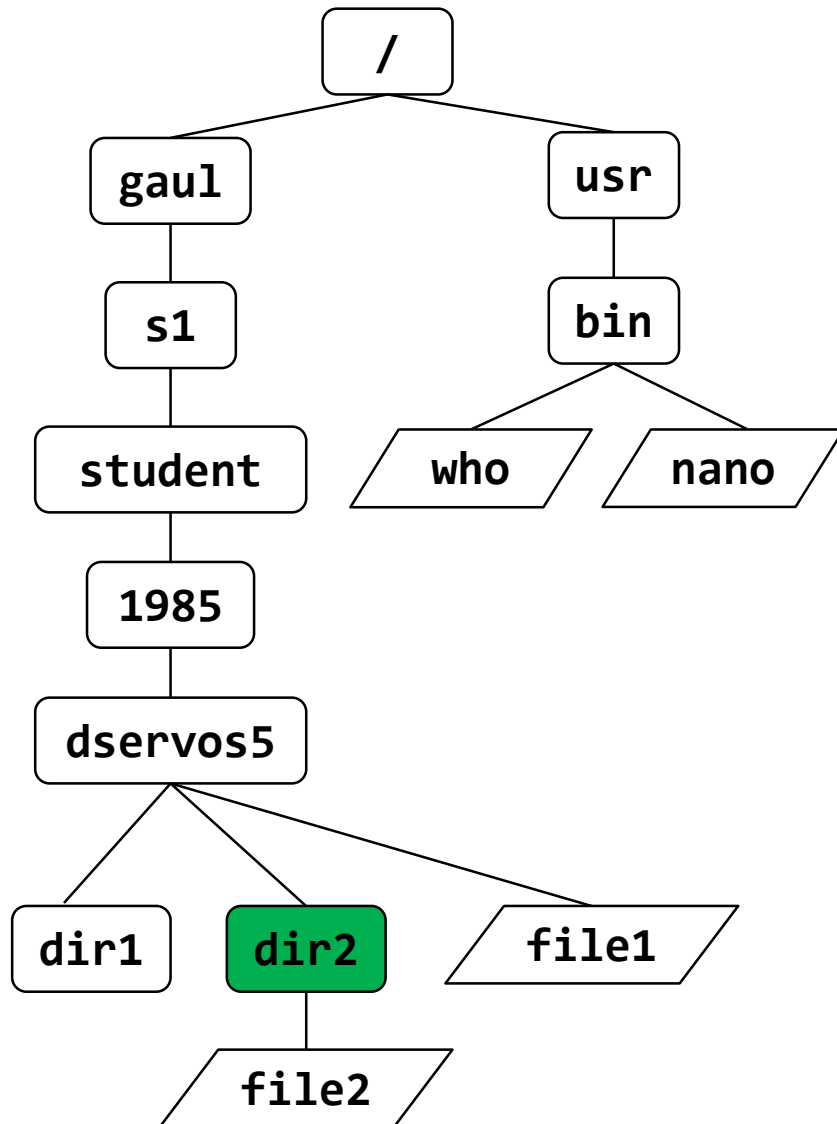 /
gaul
usr
s1
bin
student
who
nano
1985
dservos5
dir1
dir2
file1
file2